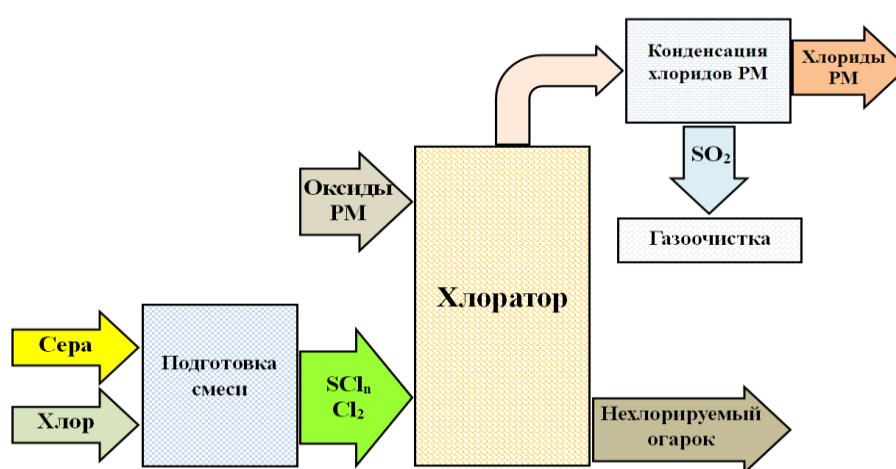 Конденсация
хлоридов РМ
Хлориды
РМ
SO₂
Газоочистка
Оксиды
РМ
Хлоратор
Сера
Хлор
Подготовка
смеси
SClₙ
Cl₂
Нехлорируемый
огарок